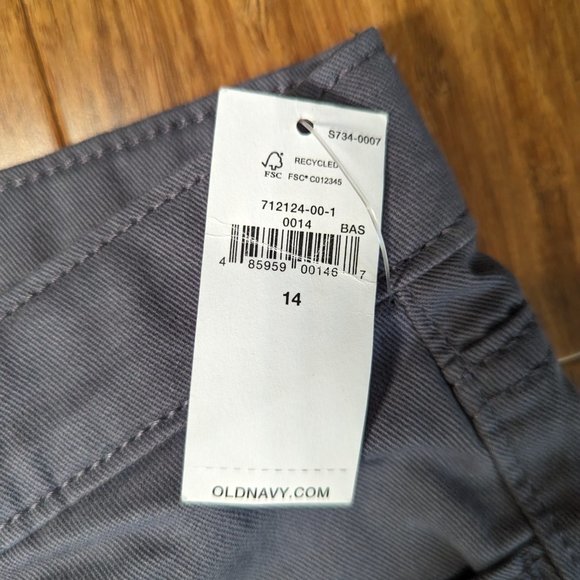 S734-0007
RECYCLED
FSC
FSC® C012345
712124-00-1
0014 BAS
4 85959 00146 7
14
OLDNAVY.COM